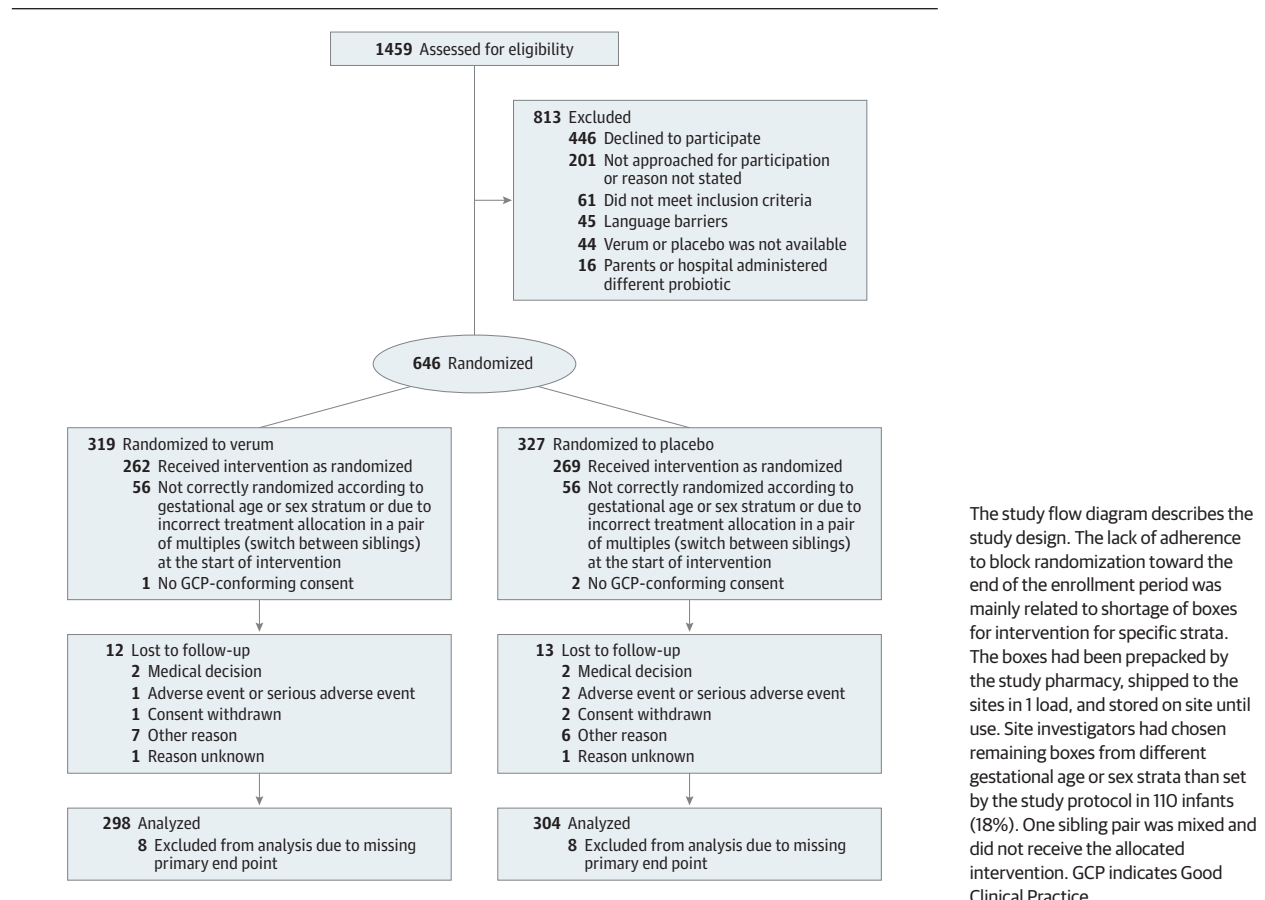 1459 Assessed for eligibility
813 Excluded
446 Declined to participate
201 Not approached for participation
or reason not stated
61 Did not meet inclusion criteria
45 Language barriers
44 Verum or placebo was not available
16 Parents or hospital administered
different probiotic
646 Randomized
319 Randomized to verum
262 Received intervention as randomized
56 Not correctly randomized according to
gestational age or sex stratum or due to
incorrect treatment allocation in a pair
of multiples (switch between siblings)
at the start of intervention
1 No GCP-conforming consent
327 Randomized to placebo
269 Received intervention as randomized
56 Not correctly randomized according to
gestational age or sex stratum or due to
incorrect treatment allocation in a pair
of multiples (switch between siblings)
at the start of intervention
2 No GCP-conforming consent
12 Lost to follow-up
2 Medical decision
1 Adverse event or serious adverse event
1 Consent withdrawn
7 Other reason
1 Reason unknown
13 Lost to follow-up
2 Medical decision
2 Adverse event or serious adverse event
2 Consent withdrawn
6 Other reason
1 Reason unknown
298 Analyzed
8 Excluded from analysis due to missing
primary end point
304 Analyzed
8 Excluded from analysis due to missing
primary end point
The study flow diagram describes the
study design. The lack of adherence
to block randomization toward the
end of the enrollment period was
mainly related to shortage of boxes
for intervention for specific strata.
The boxes had been prepacked by
the study pharmacy, shipped to the
sites in 1 load, and stored on site until
use. Site investigators had chosen
remaining boxes from different
gestational age or sex strata than set
by the study protocol in 110 infants
(18%). One sibling pair was mixed and
did not receive the allocated
intervention. GCP indicates Good
Clinical Practice